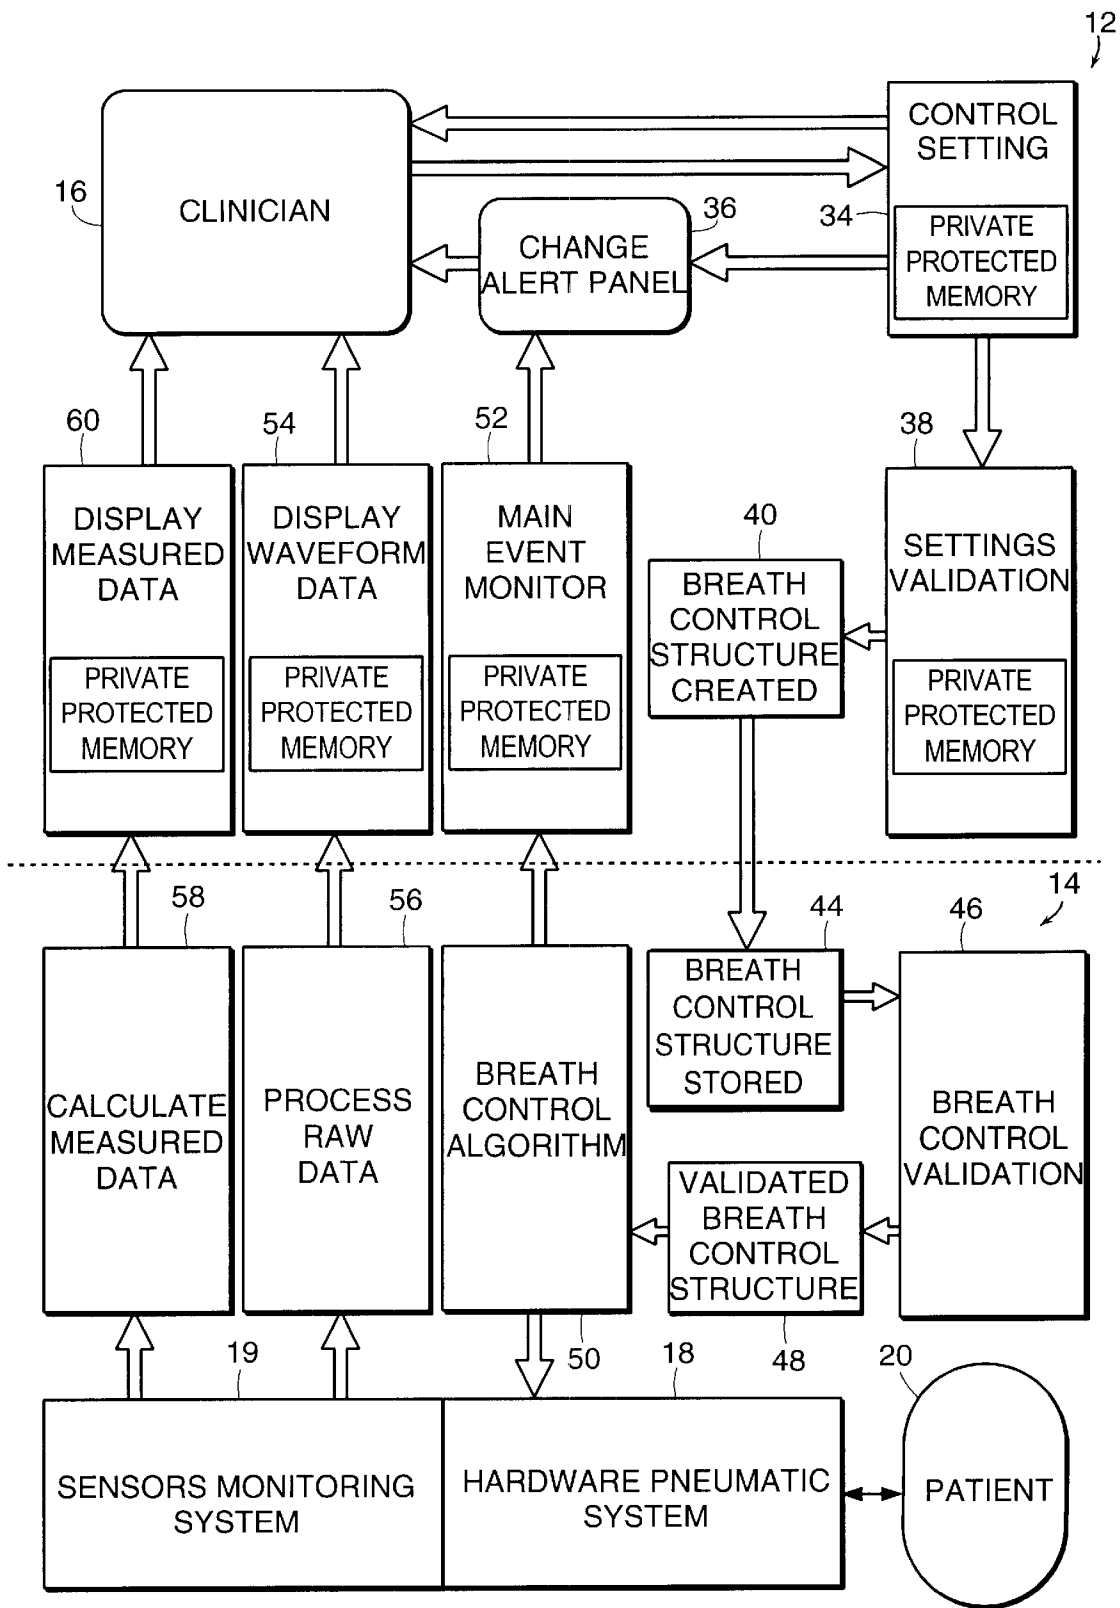 12
CONTROL
SETTING
16
CLINICIAN
36
34
CHANGE
ALERT PANEL
PRIVATE
PROTECTED
MEMORY
60
54
52
38
DISPLAY
MEASURED
DATA
DISPLAY
WAVEFORM
DATA
MAIN
EVENT
MONITOR
40
BREATH
CONTROL
STRUCTURE
CREATED
SETTINGS
VALIDATION
PRIVATE
PROTECTED
MEMORY
PRIVATE
PROTECTED
MEMORY
PRIVATE
PROTECTED
MEMORY
PRIVATE
PROTECTED
MEMORY
58
56
44
46
14
CALCULATE
MEASURED
DATA
PROCESS
RAW
DATA
BREATH
CONTROL
ALGORITHM
BREATH
CONTROL
STRUCTURE
STORED
BREATH
CONTROL
VALIDATION
VALIDATED
BREATH
CONTROL
STRUCTURE
19
50
18
48
20
SENSORS MONITORING
SYSTEM
HARDWARE PNEUMATIC
SYSTEM
PATIENT